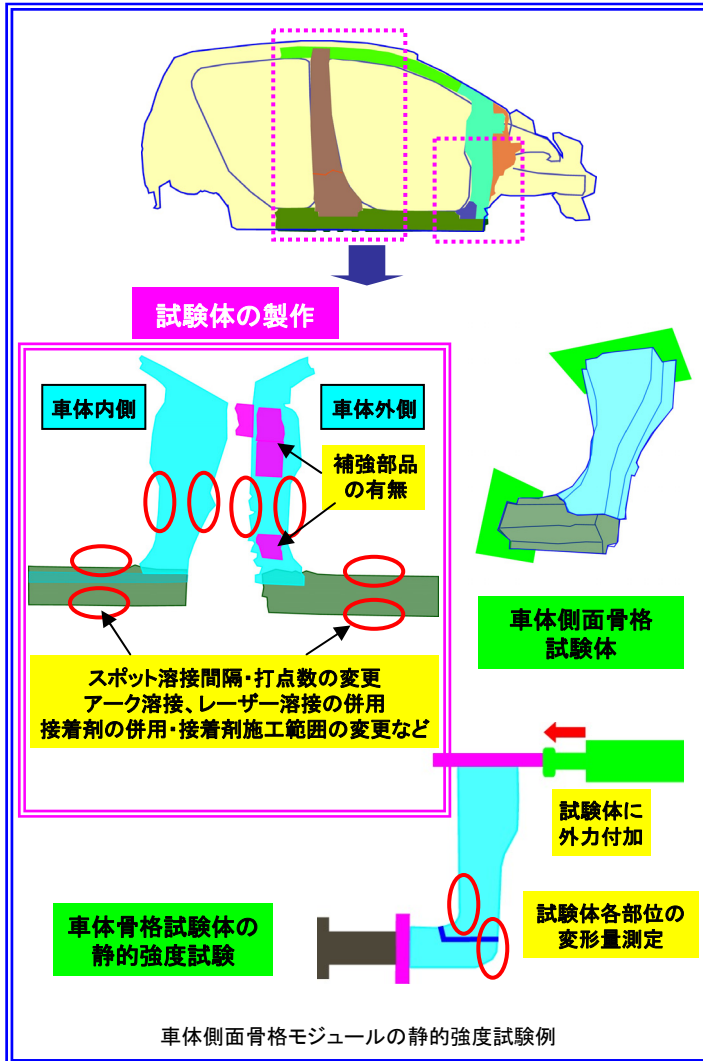 試験体の製作
車体内側
車体外側
補強部品
の有無
スポット溶接間隔・打点数の変更
アーク溶接、レーザー溶接の併用
接着剤の併用・接着剤施工範囲の変更など
車体側面骨格
試験体
試験体に
外力付加
車体骨格試験体の
静的強度試験
試験体各部位の
変形量測定
車体側面骨格モジュールの静的強度試験例